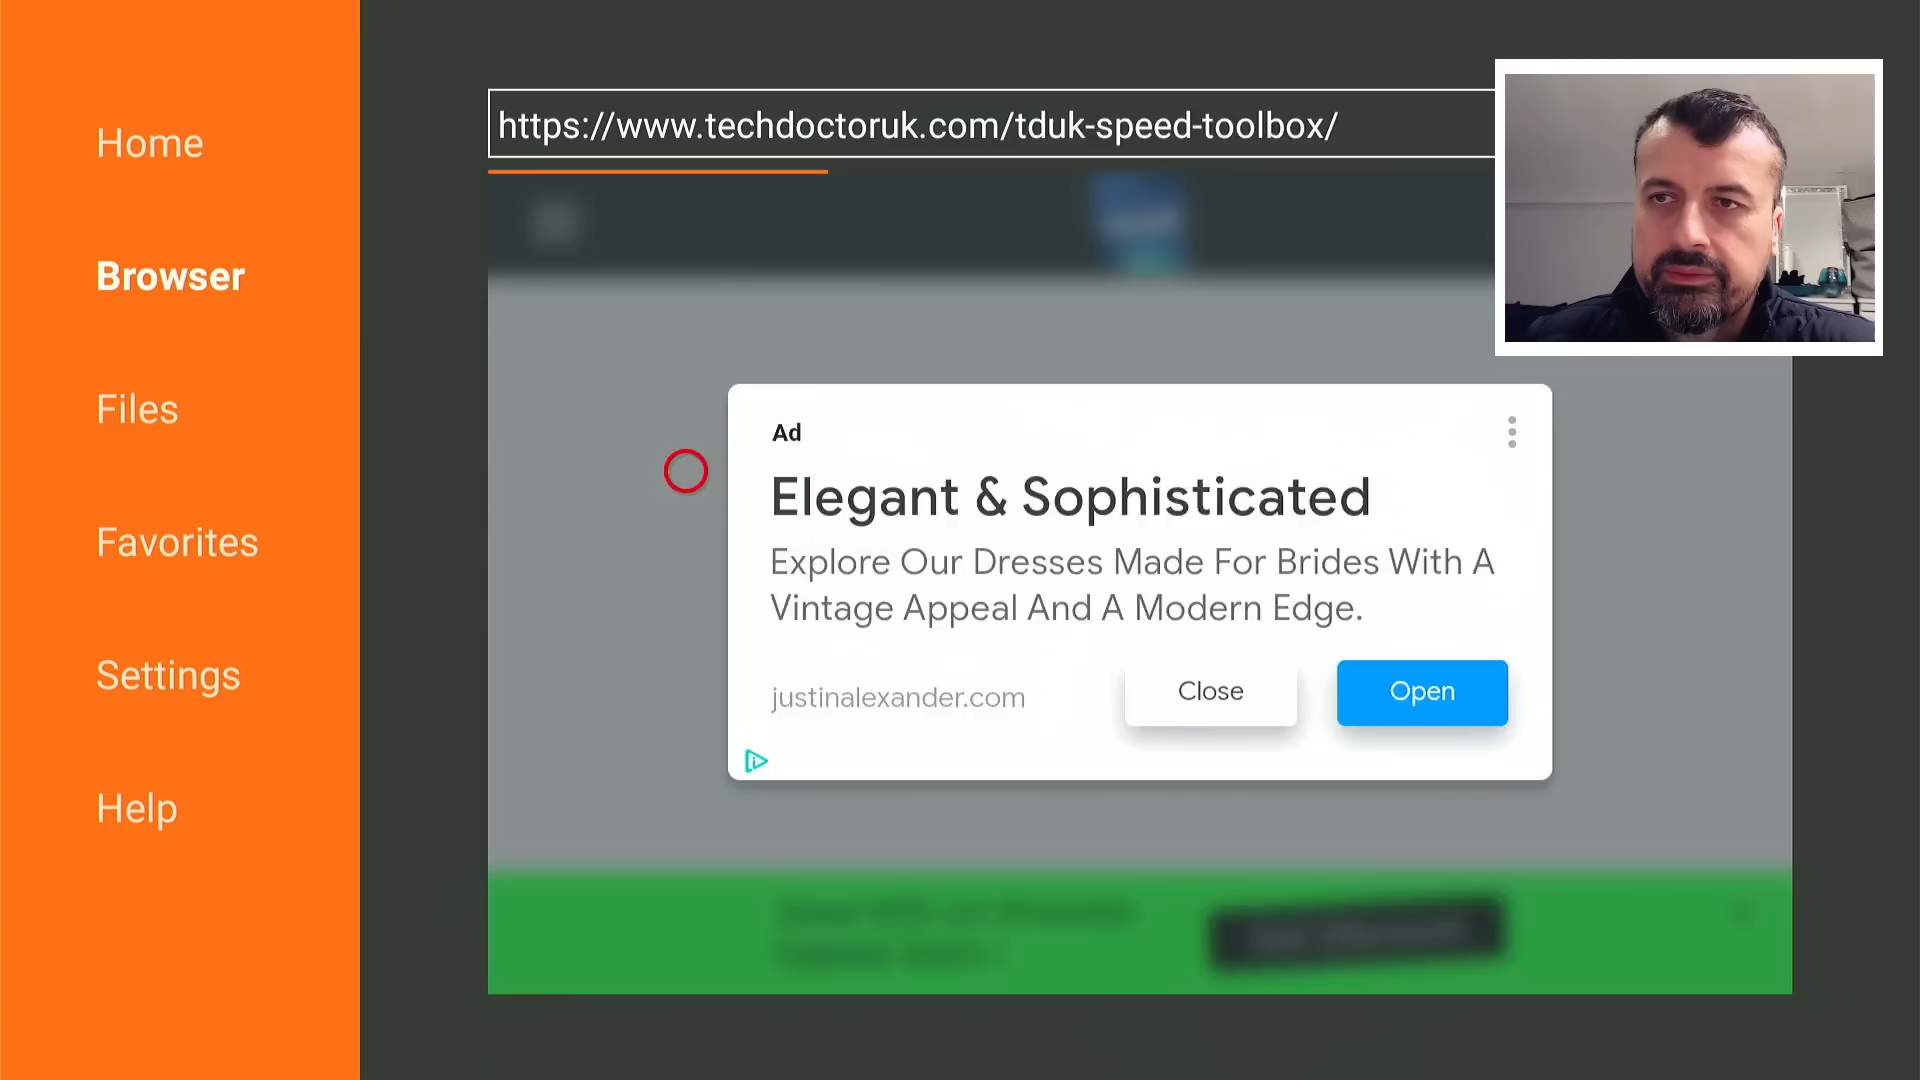 Home
Browser
Files
Favorites
Settings
Help
https://www.techdoctoruk.com/tduk-speed-toolbox/
Ad
Elegant & Sophisticated
Explore Our Dresses Made For Brides With A
Vintage Appeal And A Modern Edge.
justinalexander.com
Close
Open